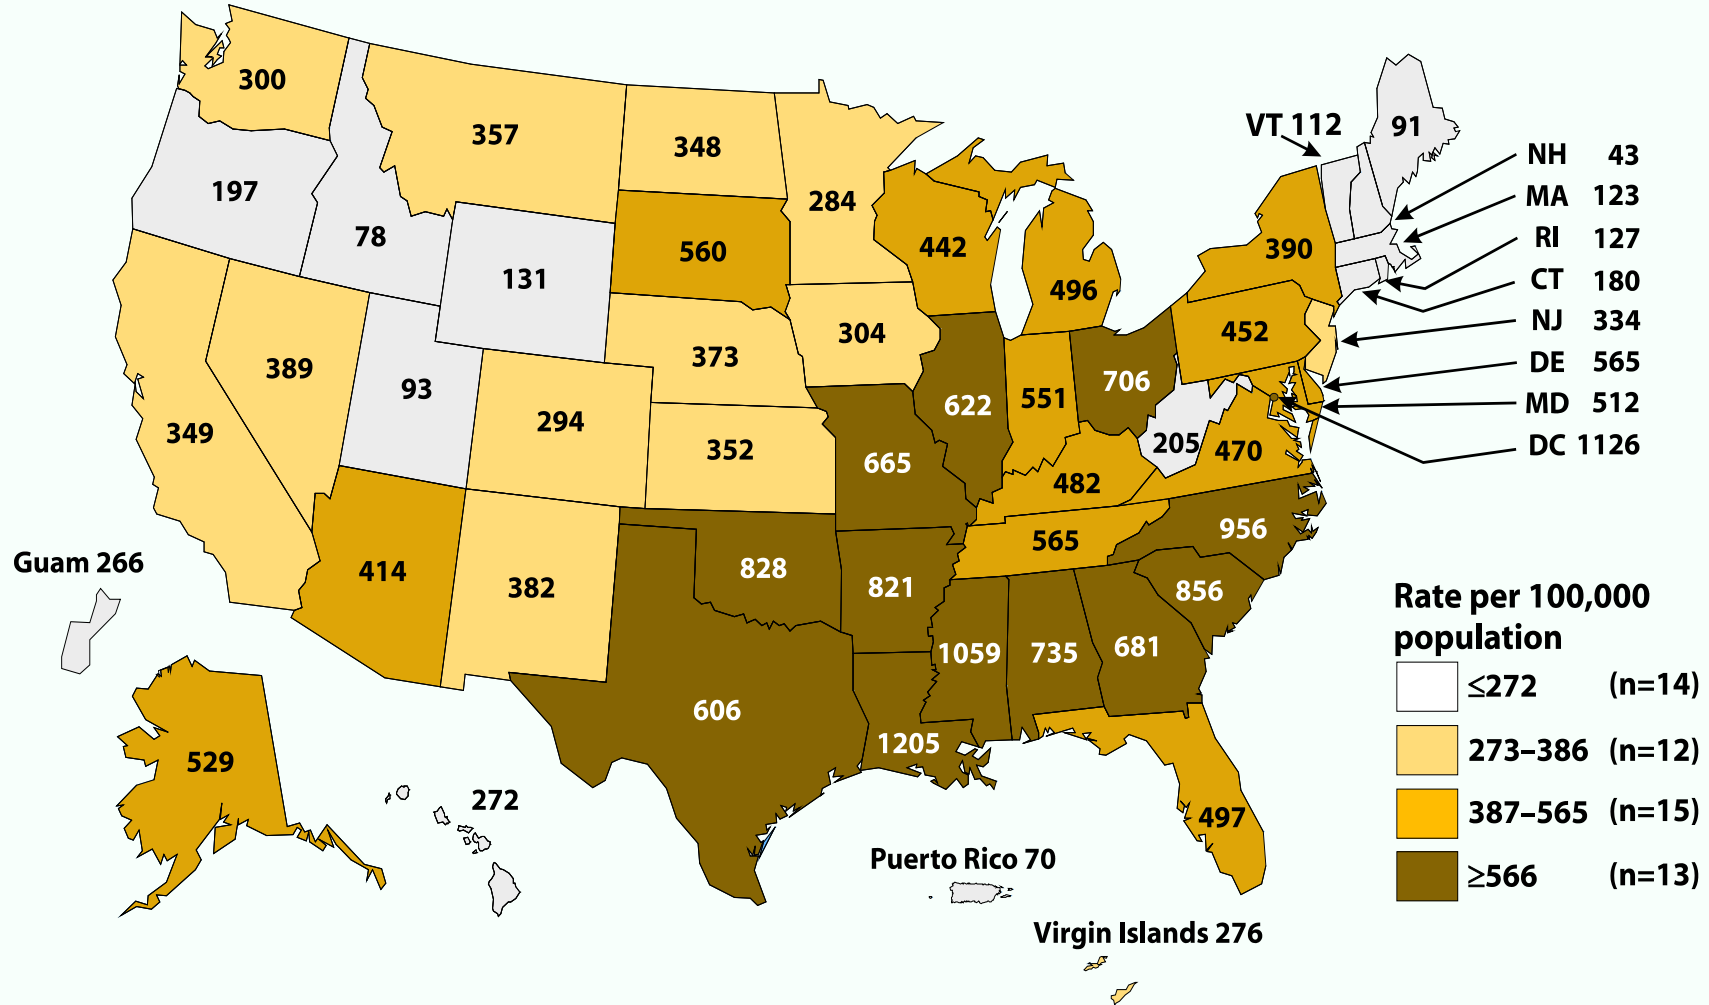 300
357
348
VT 112
91
NH 43
284
MA 123
197
78
560
442
390
RI 127
131
496
CT 180
304
452
NJ 334
389
373
DE 565
93
706
551
622
MD 512
294
349
352
205
470
DC 1126
665
482
956
565
Guam 266
414
828
382
821
856
Rate per 100,000
population
1059
735
681
≤272 (n=14)
606
1205
273–386 (n=12)
529
272
497
387–565 (n=15)
Puerto Rico 70
≥566 (n=13)
Virgin Islands 276